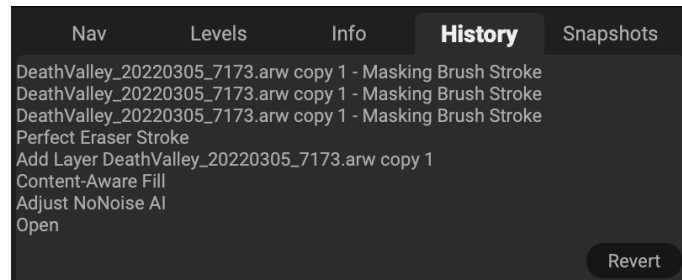 Nav Levels Info History Snapshots
DeathValley_20220305_7173.arw copy 1 - Masking Brush Stroke
DeathValley_20220305_7173.arw copy 1 - Masking Brush Stroke
DeathValley_20220305_7173.arw copy 1 - Masking Brush Stroke
Perfect Eraser Stroke
Add Layer DeathValley_20220305_7173.arw copy 1
Content-Aware Fill
Adjust NoNoise AI
Open
Revert